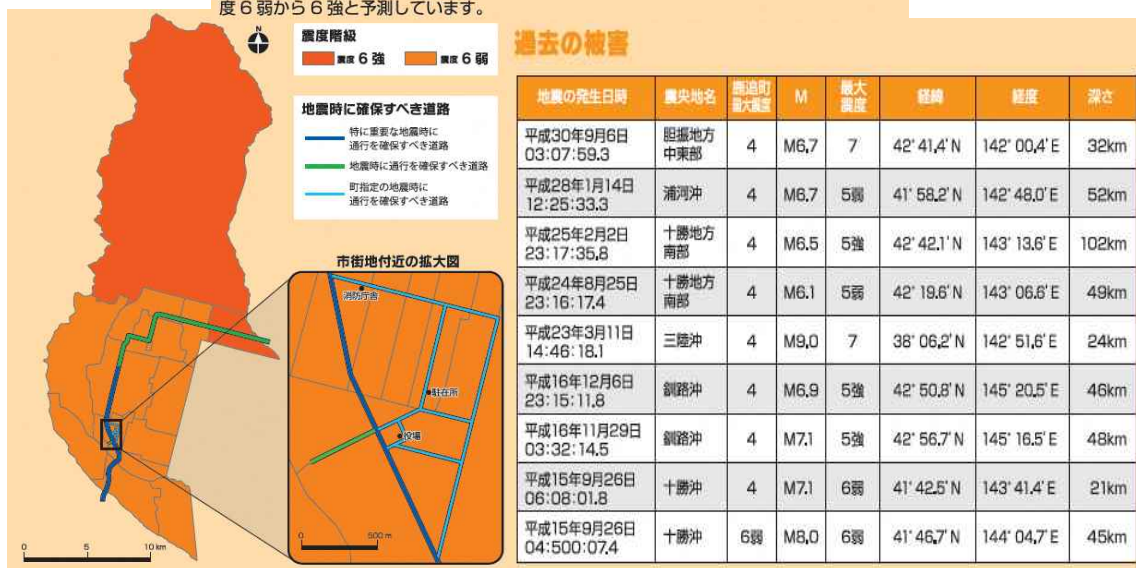 度6弱から6強と予測しています。
N
震度階級
震度6強 震度6弱
地震時に確保すべき道路
特に重要な地震時に
通行を確保すべき道路
地震時に通行を確保すべき道路
町指定の地震時に
通行を確保すべき道路
市街地付近の拡大図
消防庁舎
駐在所
役場
0 500 m
0 5 10 km
過去の被害
地震の発生日時 震央地名 鹿追町最大震度 M 最大震度 経緯 経度 深さ
平成30年9月6日 03:07:59.3 胆振地方中東部 4 M6.7 7 42°41.4'N 142°00.4'E 32km
平成28年1月14日 12:25:33.3 浦河沖 4 M6.7 5弱 41°58.2'N 142°48.0'E 52km
平成25年2月2日 23:17:35.8 十勝地方南部 4 M6.5 5強 42°42.1'N 143°13.6'E 102km
平成24年8月25日 23:16:17.4 十勝地方南部 4 M6.1 5弱 42°19.6'N 143°06.6'E 49km
平成23年3月11日 14:46:18.1 三陸沖 4 M9.0 7 38°06.2'N 142°51.6'E 24km
平成16年12月6日 23:15:11.8 釧路沖 4 M6.9 5強 42°50.8'N 145°20.5'E 46km
平成16年11月29日 03:32:14.5 釧路沖 4 M7.1 5強 42°56.7'N 145°16.5'E 48km
平成15年9月26日 06:08:01.8 十勝沖 4 M7.1 6弱 41°42.5'N 143°41.4'E 21km
平成15年9月26日 04:500:07.4 十勝沖 6弱 M8.0 6弱 41°46.7'N 144°04.7'E 45km